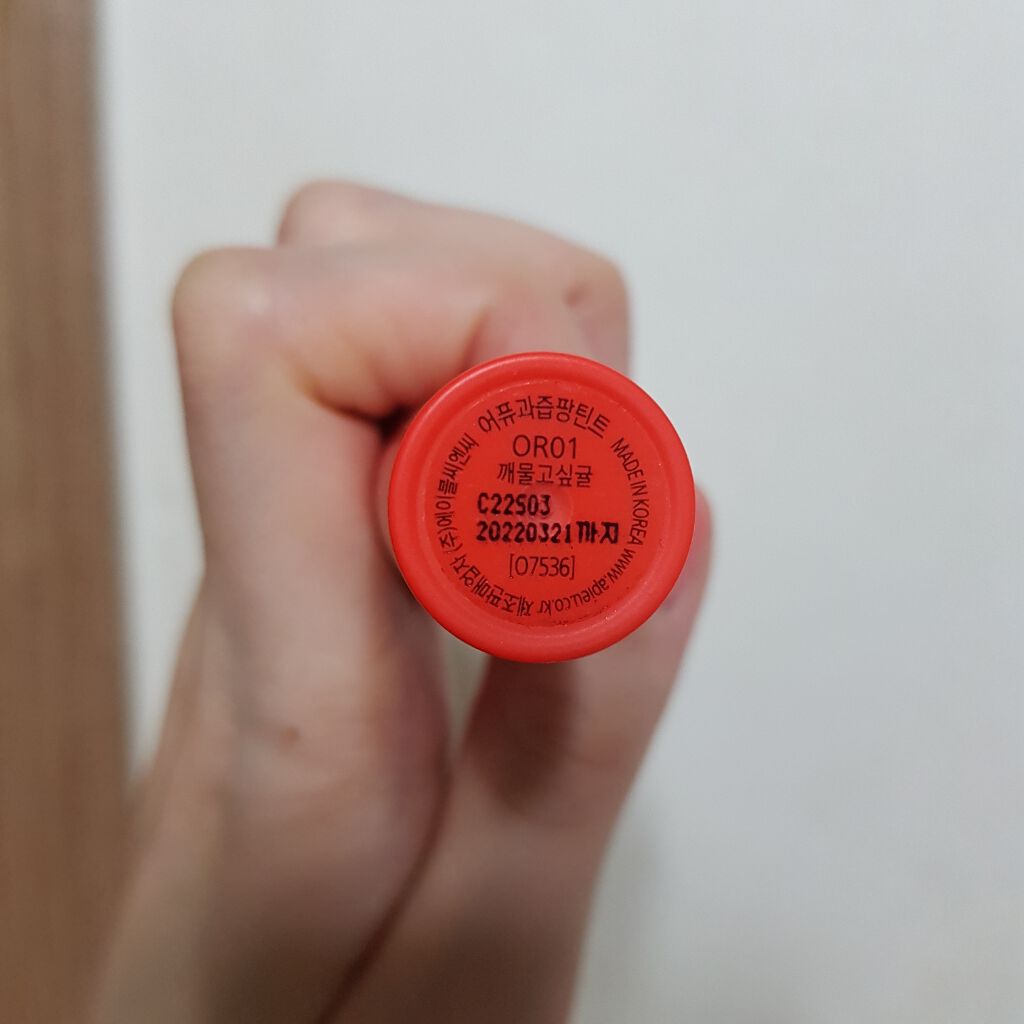 어퓨과즙팡틴트
OR01
깨물고싶귤
C22S03
20220321까지
[O7536]
MADE IN KOREA www.apieu.co.kr 제조판매업자 (주)에이블씨엔씨